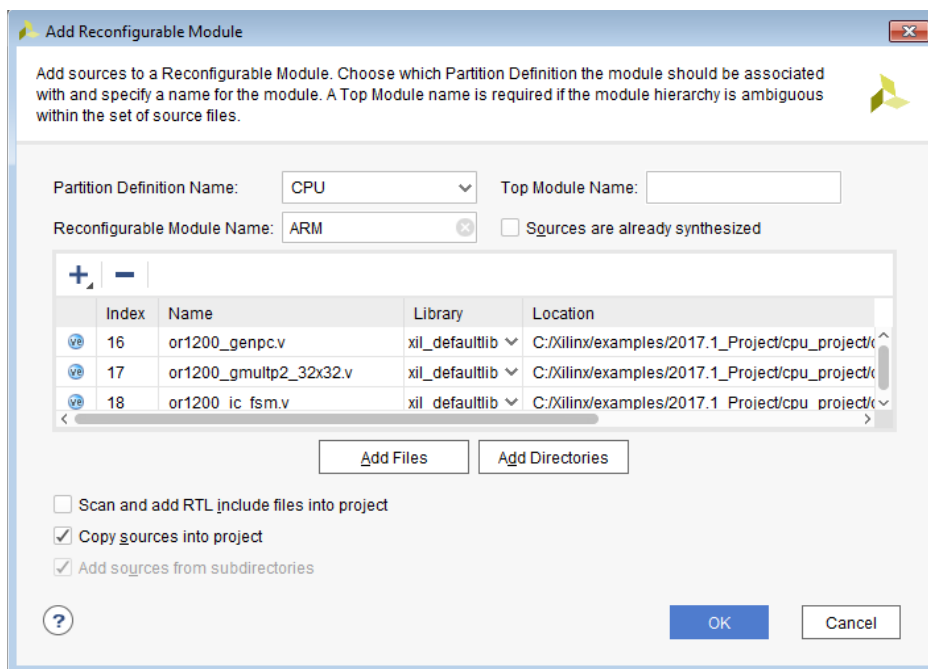 Add Reconfigurable Module
Add sources to a Reconfigurable Module. Choose which Partition Definition the module should be associated
with and specify a name for the module. A Top Module name is required if the module hierarchy is ambiguous
within the set of source files.
Partition Definition Name: CPU Top Module Name:
Reconfigurable Module Name: ARM Sources are already synthesized
Index Name Library Location
16 or1200_genpc.v xil_defaultlib C:/Xilinx/examples/2017.1_Project/cpu_project/
17 or1200_gmultp2_32x32.v xil_defaultlib C:/Xilinx/examples/2017.1_Project/cpu_project/
18 or1200_ic_fsm.v xil_defaultlib C:/Xilinx/examples/2017.1_Project/cpu_project/
Add Files Add Directories
Scan and add RTL include files into project
Copy sources into project
Add sources from subdirectories
? OK Cancel